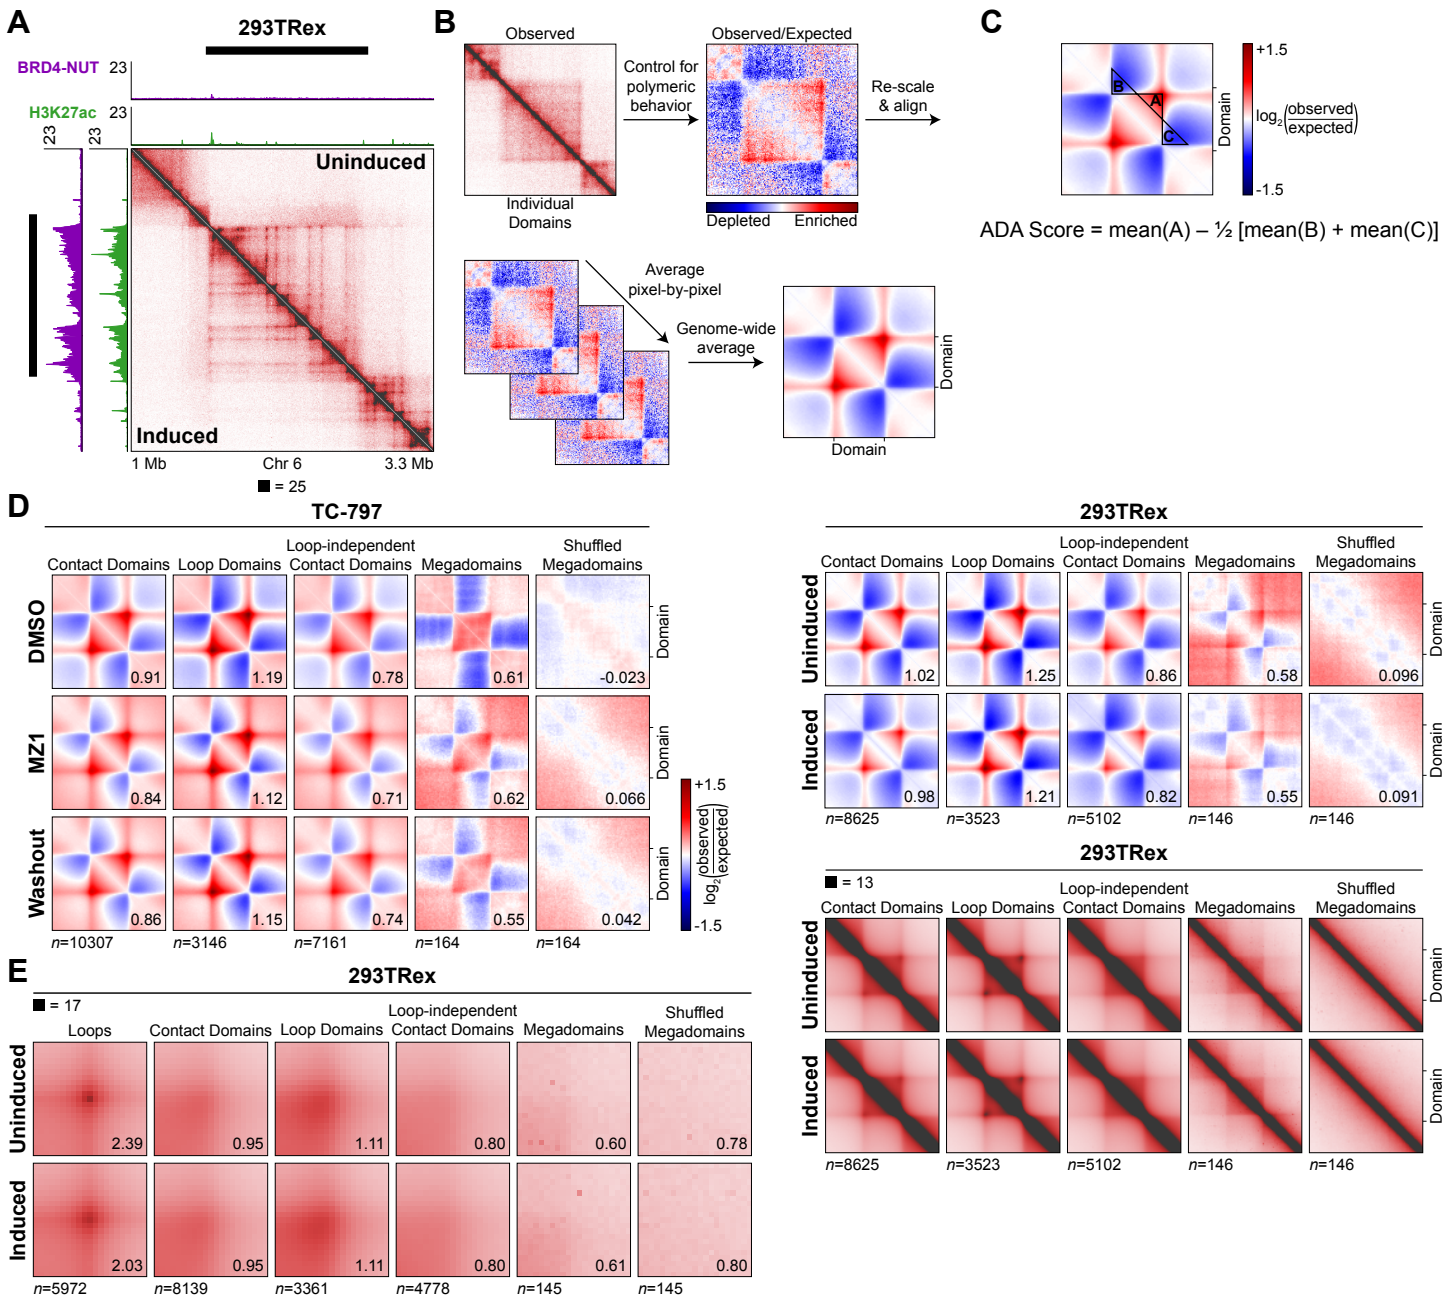 A
293TRex
BRD4-NUT
23
H3K27ac
23
23
23
Uninduced
Induced
1 Mb
Chr 6
3.3 Mb
= 25
B
Observed
Individual
Domains
Control for
polymeric
behavior
Observed/Expected
Depleted
Enriched
Re-scale
& align
Average
pixel-by-pixel
Genome-wide
average
Domain
Domain
C
B
A
C
Domain
+1.5
log2(observed/expected)
-1.5
ADA Score = mean(A) – ½ [mean(B) + mean(C)]
D
TC-797
Contact Domains
Loop Domains
Loop-independent
Contact Domains
Megadomains
Shuffled
Megadomains
DMSO
0.91
1.19
0.78
0.61
-0.023
Domain
MZ1
0.84
1.12
0.71
0.62
0.066
Domain
Washout
0.86
1.15
0.74
0.55
0.042
Domain
n=10307
n=3146
n=7161
n=164
n=164
+1.5
log2(observed/expected)
-1.5
293TRex
Contact Domains
Loop Domains
Loop-independent
Contact Domains
Megadomains
Shuffled
Megadomains
Uninduced
1.02
1.25
0.86
0.58
0.096
Domain
Induced
0.98
1.21
0.82
0.55
0.091
Domain
n=8625
n=3523
n=5102
n=146
n=146
293TRex
= 13
Contact Domains
Loop Domains
Loop-independent
Contact Domains
Megadomains
Shuffled
Megadomains
Uninduced
Domain
Induced
Domain
n=8625
n=3523
n=5102
n=146
n=146
E
293TRex
= 17
Loops
Contact Domains
Loop Domains
Loop-independent
Contact Domains
Megadomains
Shuffled
Megadomains
Uninduced
2.39
0.95
1.11
0.80
0.60
0.78
Induced
2.03
0.95
1.11
0.80
0.61
0.80
n=5972
n=8139
n=3361
n=4778
n=145
n=145